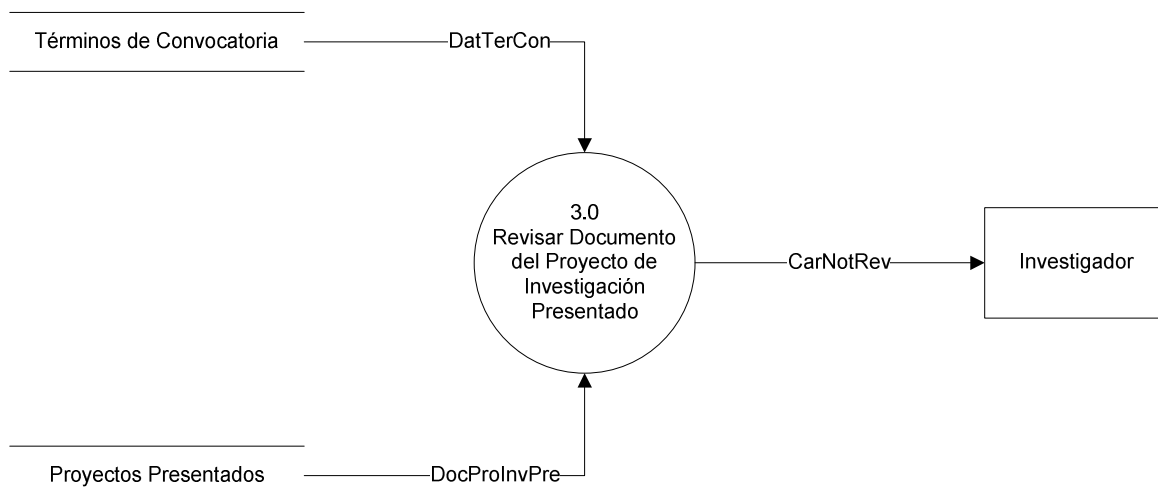 Términos de Convocatoria
DatTerCon
3.0
Revisar Documento
del Proyecto de
Investigación
Presentado
CarNotRev
Investigador
Proyectos Presentados
DocProInvPre